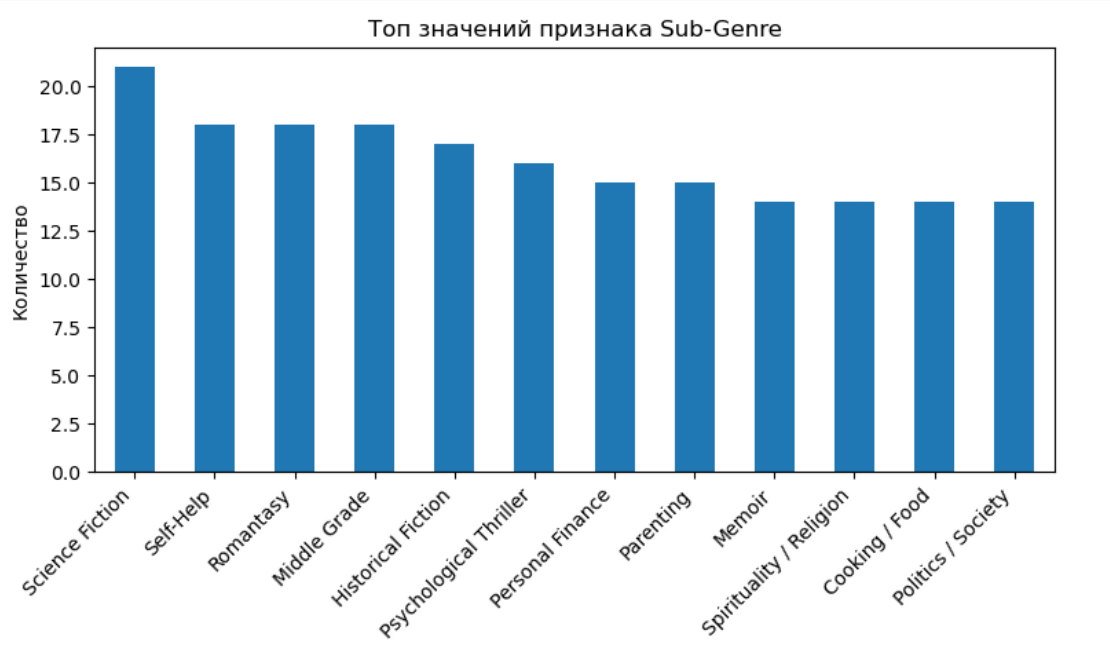 Топ значений признака Sub-Genre
Количество
20.0
17.5
15.0
12.5
10.0
7.5
5.0
2.5
0.0
Science Fiction
Self-Help
Romantasy
Middle Grade
Historical Fiction
Psychological Thriller
Personal Finance
Parenting
Memoir
Spirituality / Religion
Cooking / Food
Politics / Society